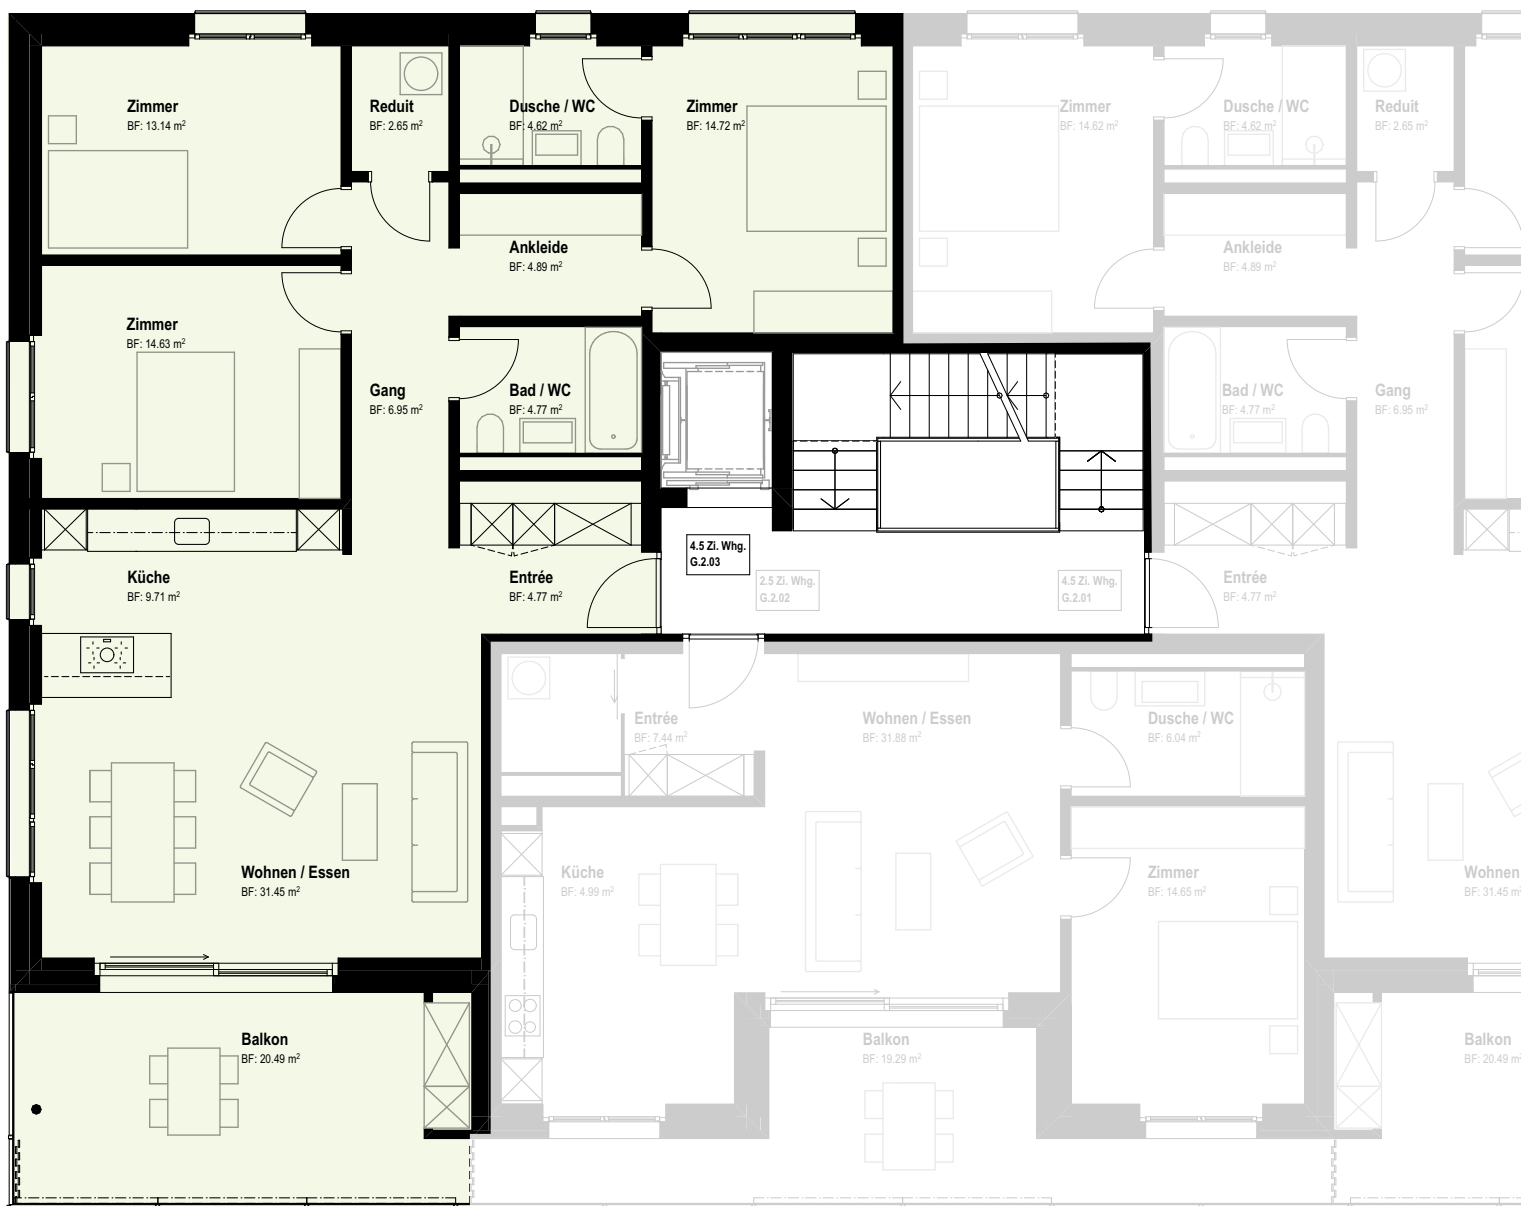 Zimmer
BF: 13.14 m²
Reduit
BF: 2.65 m²
Dusche / WC
BF: 4.62 m²
Zimmer
BF: 14.72 m²
Zimmer
BF: 14.62 m²
Dusche / WC
BF: 4.62 m²
Reduit
BF: 2.65 m²
Ankleide
BF: 4.89 m²
Ankleide
BF: 4.89 m²
Zimmer
BF: 14.63 m²
Gang
BF: 6.95 m²
Bad / WC
BF: 4.77 m²
Bad / WC
BF: 4.77 m²
Gang
BF: 6.95 m²
4.5 Zi. Whg.
G.2.03
2.5 Zi. Whg.
G.2.02
4.5 Zi. Whg.
G.2.01
Küche
BF: 9.71 m²
Entrée
BF: 4.77 m²
Entrée
BF: 4.77 m²
Entrée
BF: 7.44 m²
Wohnen / Essen
BF: 31.88 m²
Dusche / WC
BF: 6.04 m²
Wohnen / Essen
BF: 31.45 m²
Küche
BF: 4.99 m²
Zimmer
BF: 14.65 m²
Wohnen
BF: 31.45 m²
Balkon
BF: 20.49 m²
Balkon
BF: 19.29 m²
Balkon
BF: 20.49 m²